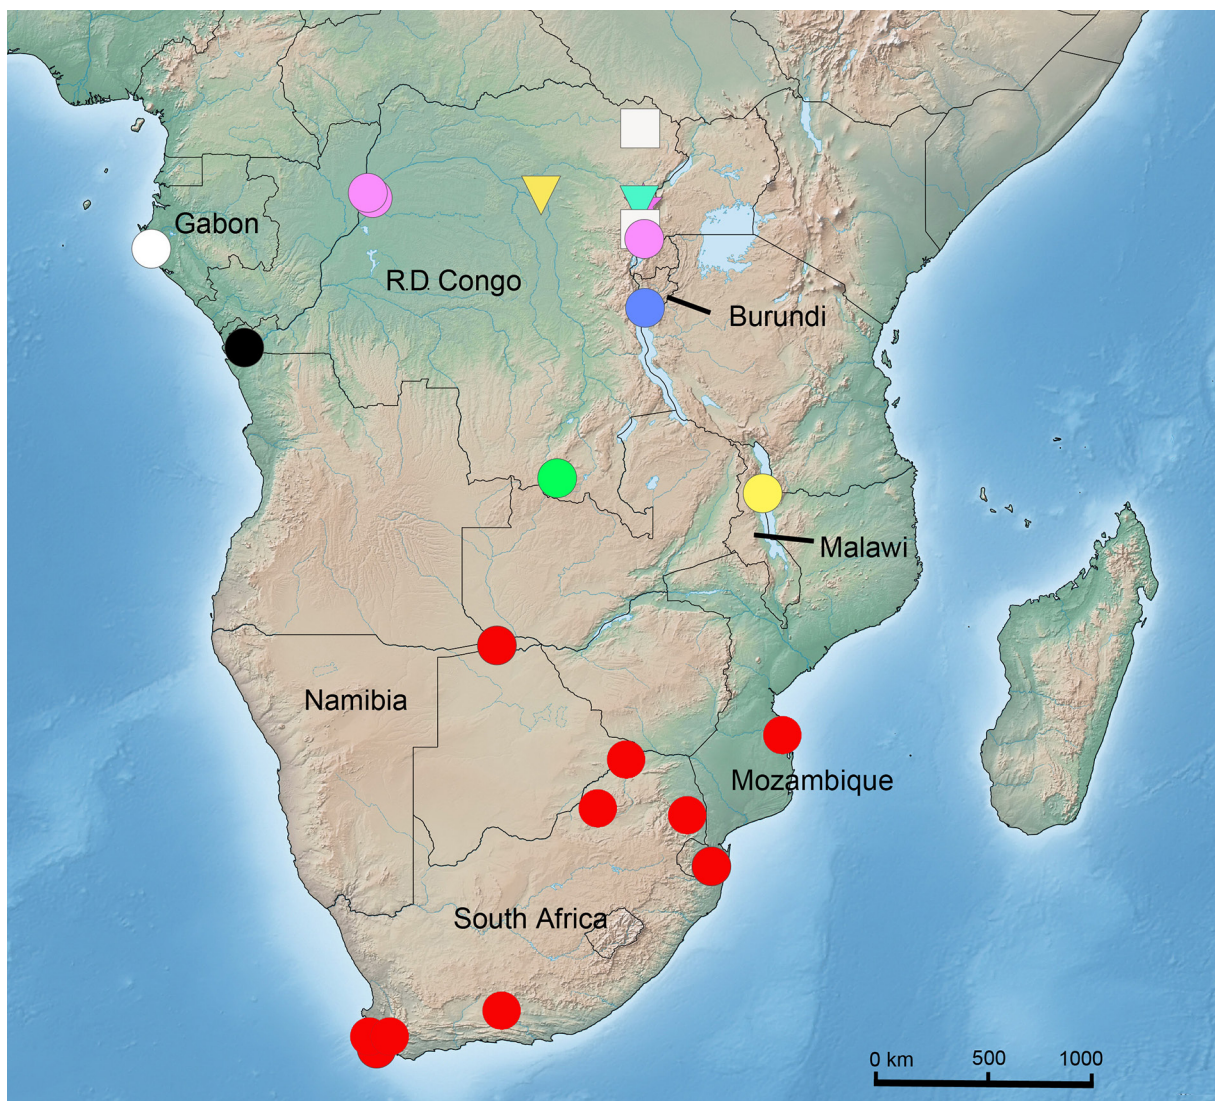 Gabon
R.D. Congo
Burundi
Malawi
Namibia
Mozambique
South Africa
0 km 500 1000